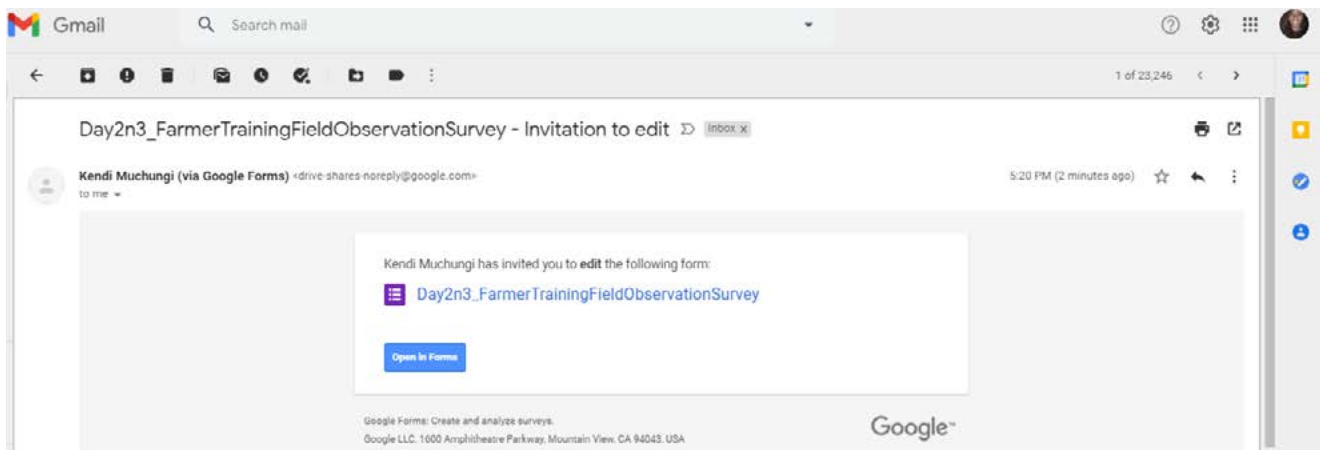 Gmail
Search mail
1 of 23,246
Day2n3_FarmerTrainingFieldObservationSurvey - Invitation to edit Inbox x
Kendi Muchungi (via Google Forms) <drive-shares-noreply@google.com>
5:20 PM (2 minutes ago)
to me
Kendi Muchungi has invited you to edit the following form:
Day2n3_FarmerTrainingFieldObservationSurvey
Open in Forms
Google Forms: Create and analyze surveys.
Google LLC. 1600 Amphitheatre Parkway, Mountain View, CA 94043, USA
Google™